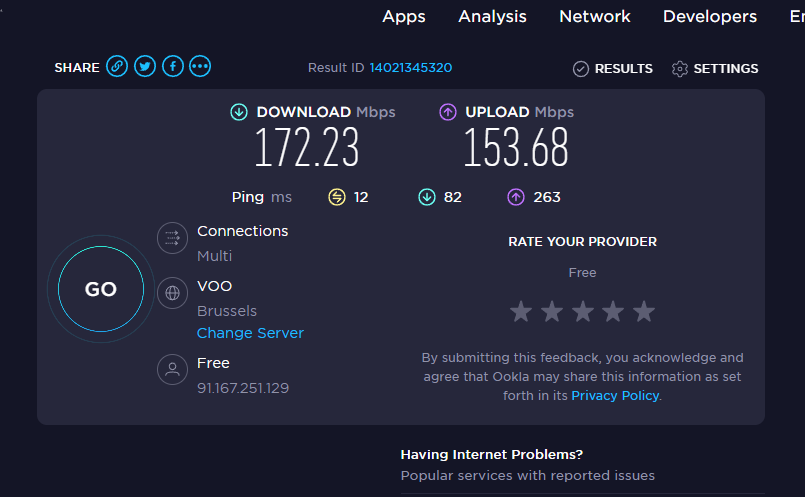 Apps Analysis Network Developers En
SHARE Result ID 14021345320 RESULTS SETTINGS
DOWNLOAD Mbps UPLOAD Mbps
172.23 153.68
Ping ms 12 82 263
Connections
Multi
VOO
Brussels
Change Server
GO
Free
91.167.251.129
RATE YOUR PROVIDER
Free
By submitting this feedback, you acknowledge and
agree that Ookla may share this information as set
forth in its Privacy Policy.
Having Internet Problems?
Popular services with reported issues